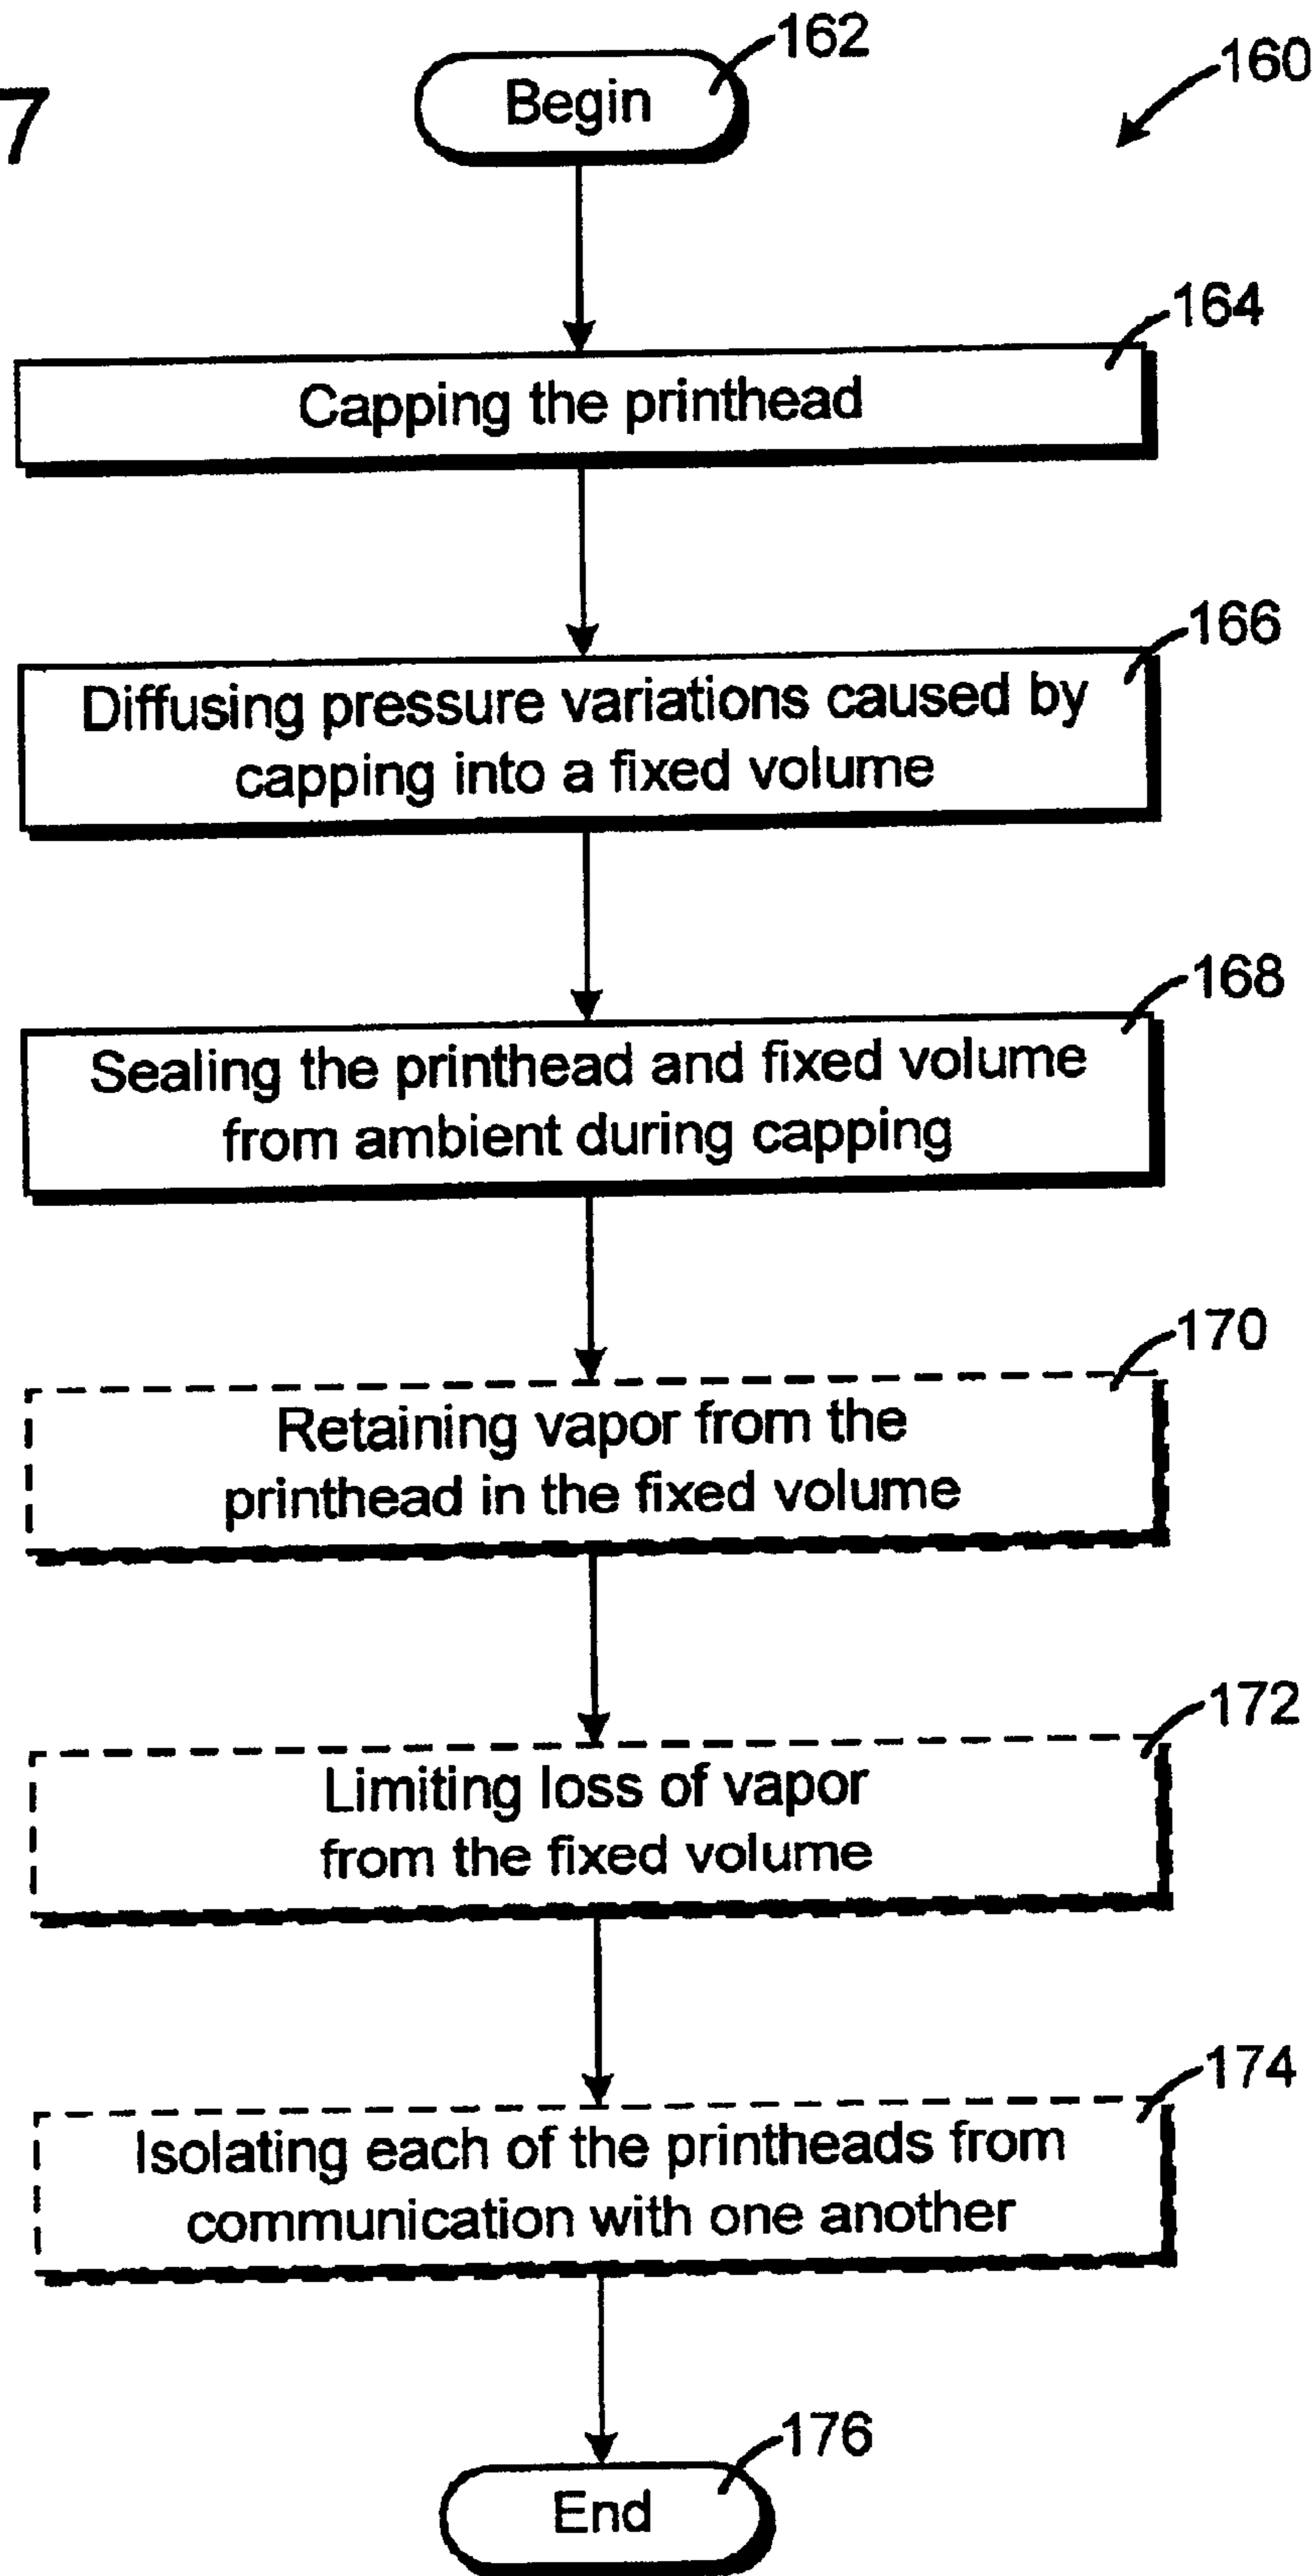 7
162
Begin
160
164
Capping the printhead
166
Diffusing pressure variations caused by
capping into a fixed volume
168
Sealing the printhead and fixed volume
from ambient during capping
170
Retaining vapor from the
printhead in the fixed volume
172
Limiting loss of vapor
from the fixed volume
174
Isolating each of the printheads from
communication with one another
176
End